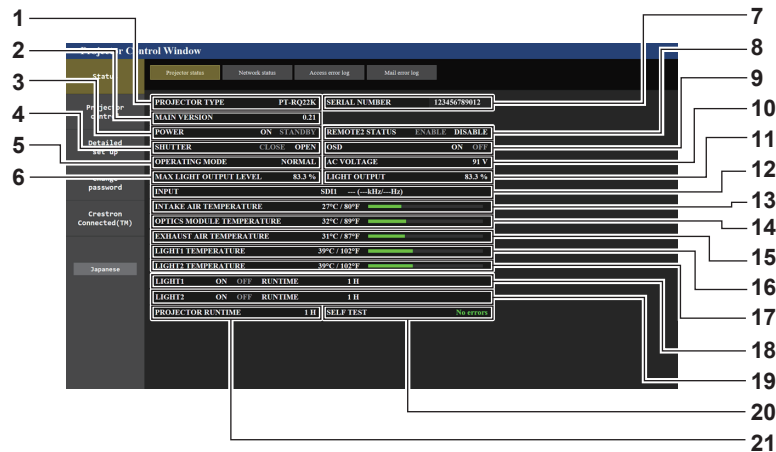 1
2
3
4
5
6
7
8
9
10
11
12
13
14
15
16
17
18
19
20
21
Projector Control Window
Status
Projector control
Detailed set up
Change password
Crestron Connected(TM)
Japanese
Projector status Network status Access error log Mail error log
PROJECTOR TYPE PT-RQ22K SERIAL NUMBER 123456789012
MAIN VERSION 0.21
POWER ON STANDBY REMOTE2 STATUS ENABLE DISABLE
SHUTTER CLOSE OPEN OSD ON OFF
OPERATING MODE NORMAL AC VOLTAGE 91 V
MAX LIGHT OUTPUT LEVEL 83.3 % LIGHT OUTPUT 83.3 %
INPUT SDI1 --- (---kHz/---Hz)
INTAKE AIR TEMPERATURE 27°C / 80°F
OPTICS MODULE TEMPERATURE 32°C / 89°F
EXHAUST AIR TEMPERATURE 31°C / 87°F
LIGHT1 TEMPERATURE 39°C / 102°F
LIGHT2 TEMPERATURE 39°C / 102°F
LIGHT1 ON OFF RUNTIME 1 H
LIGHT2 ON OFF RUNTIME 1 H
PROJECTOR RUNTIME 1 H SELF TEST No errors